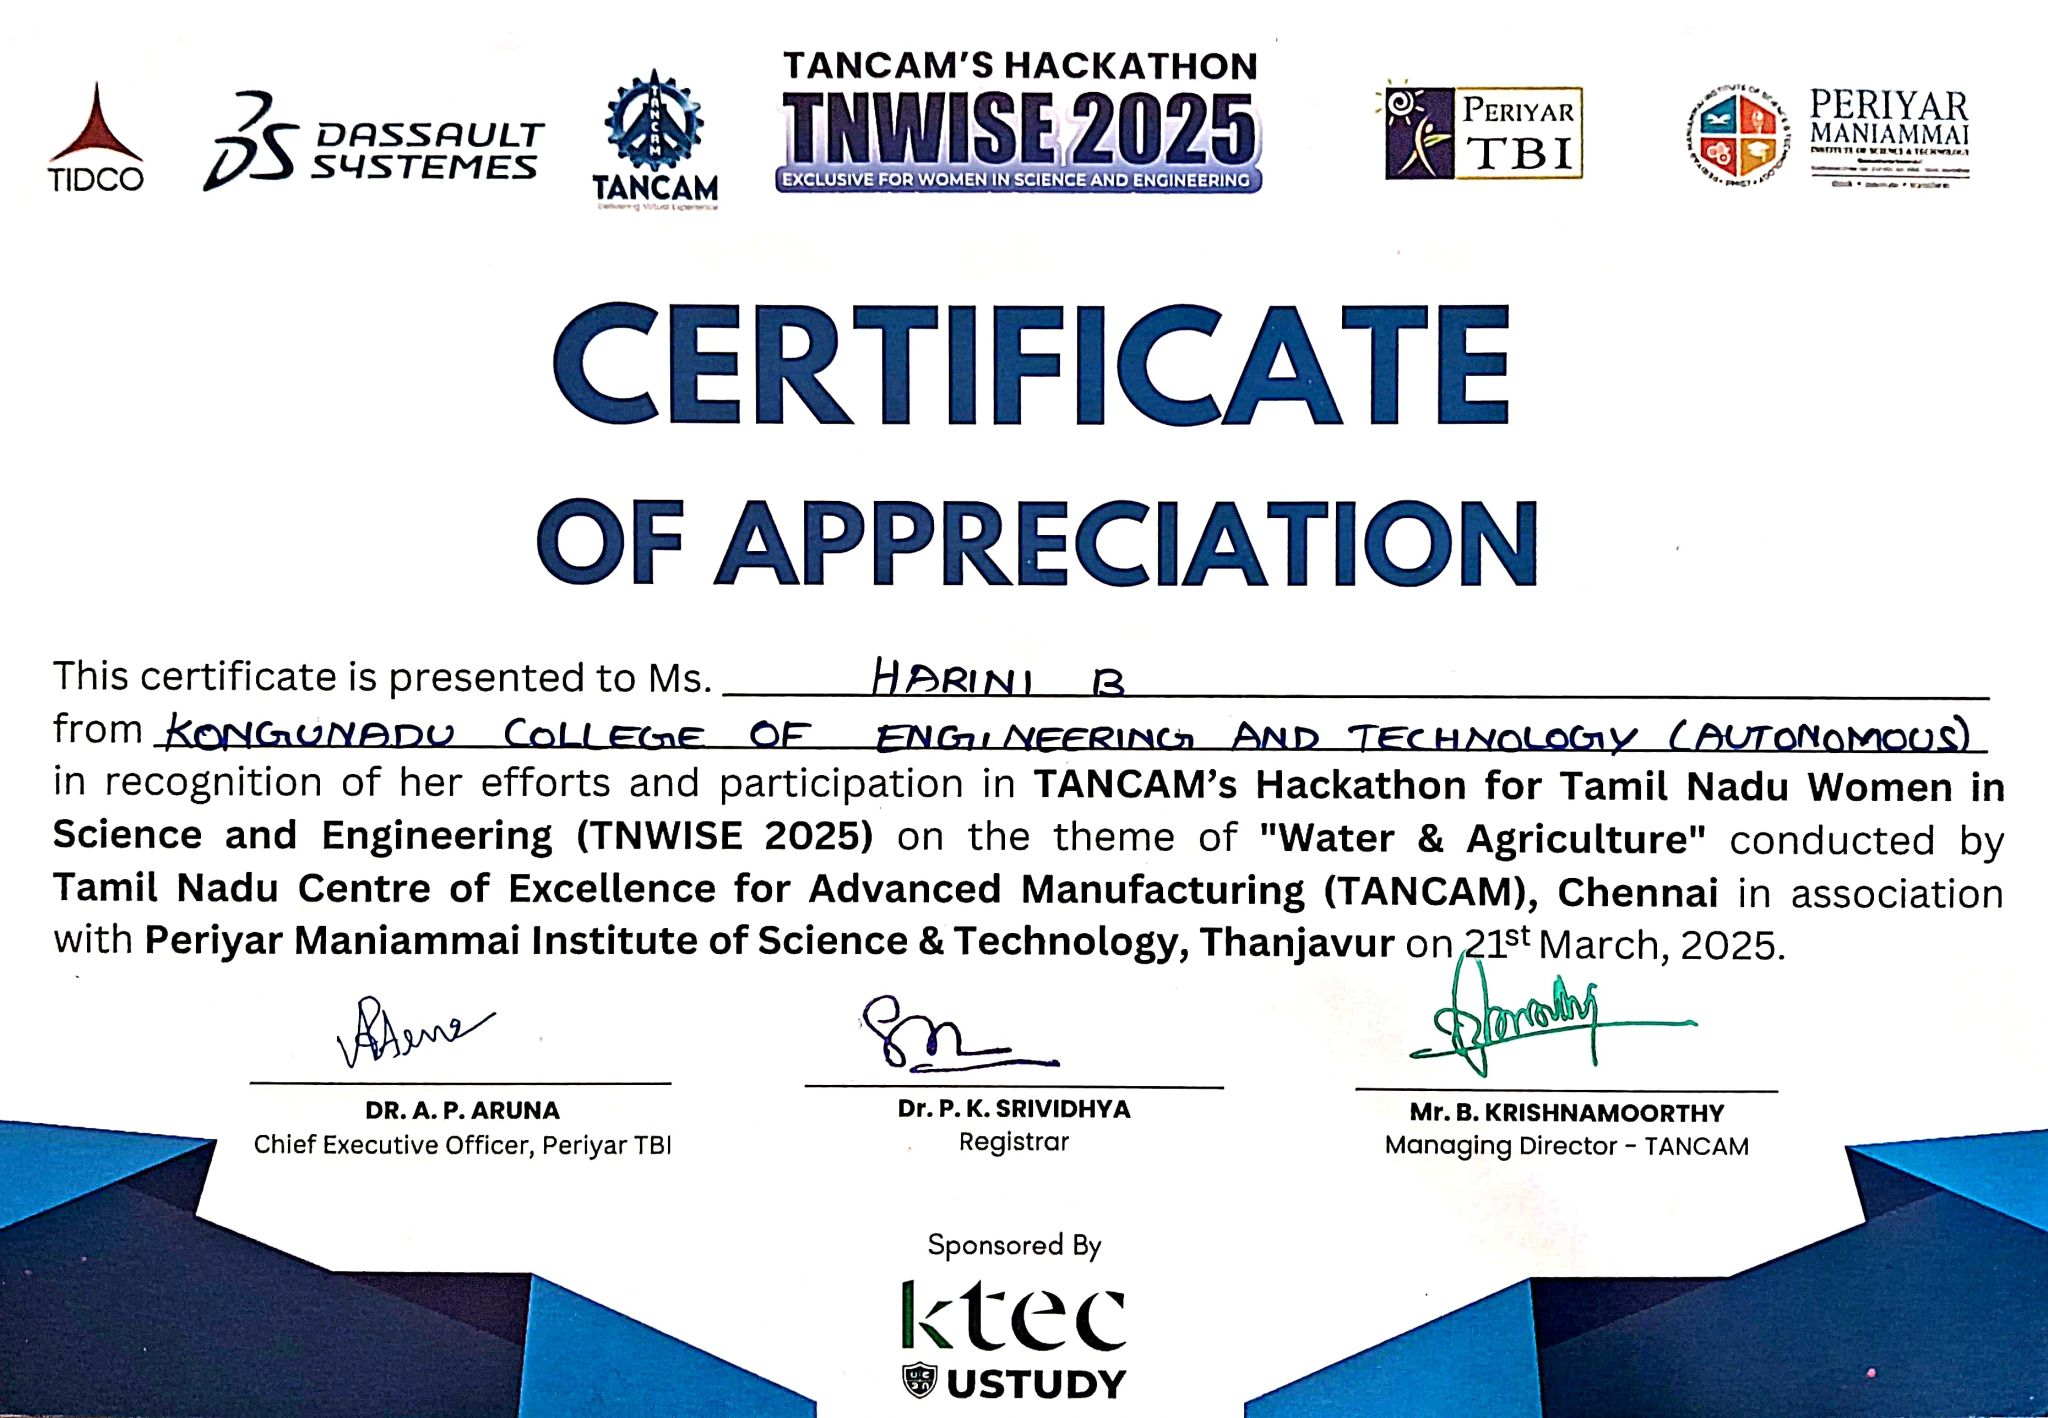 TIDCO
DASSAULT
SYSTEMES
TANCAM
TANCAM
TANCAM'S HACKATHON
TNWISE 2025
EXCLUSIVE FOR WOMEN IN SCIENCE AND ENGINEERING
PERIYAR
TBI
PERIYAR
MANIAMMAI
INSTITUTE OF SCIENCE & TECHNOLOGY
CERTIFICATE
OF APPRECIATION
This certificate is presented to Ms. HARINI B
from KONGUNADU COLLEGE OF ENGINEERING AND TECHNOLOGY (AUTONOMOUS)
in recognition of her efforts and participation in TANCAM's Hackathon for Tamil Nadu Women in
Science and Engineering (TNWISE 2025) on the theme of "Water & Agriculture" conducted by
Tamil Nadu Centre of Excellence for Advanced Manufacturing (TANCAM), Chennai in association
with Periyar Maniammai Institute of Science & Technology, Thanjavur on 21st March, 2025.
DR. A. P. ARUNA
Chief Executive Officer, Periyar TBI
Dr. P. K. SRIVIDHYA
Registrar
Mr. B. KRISHNAMOORTHY
Managing Director - TANCAM
Sponsored By
ktec
USTUDY